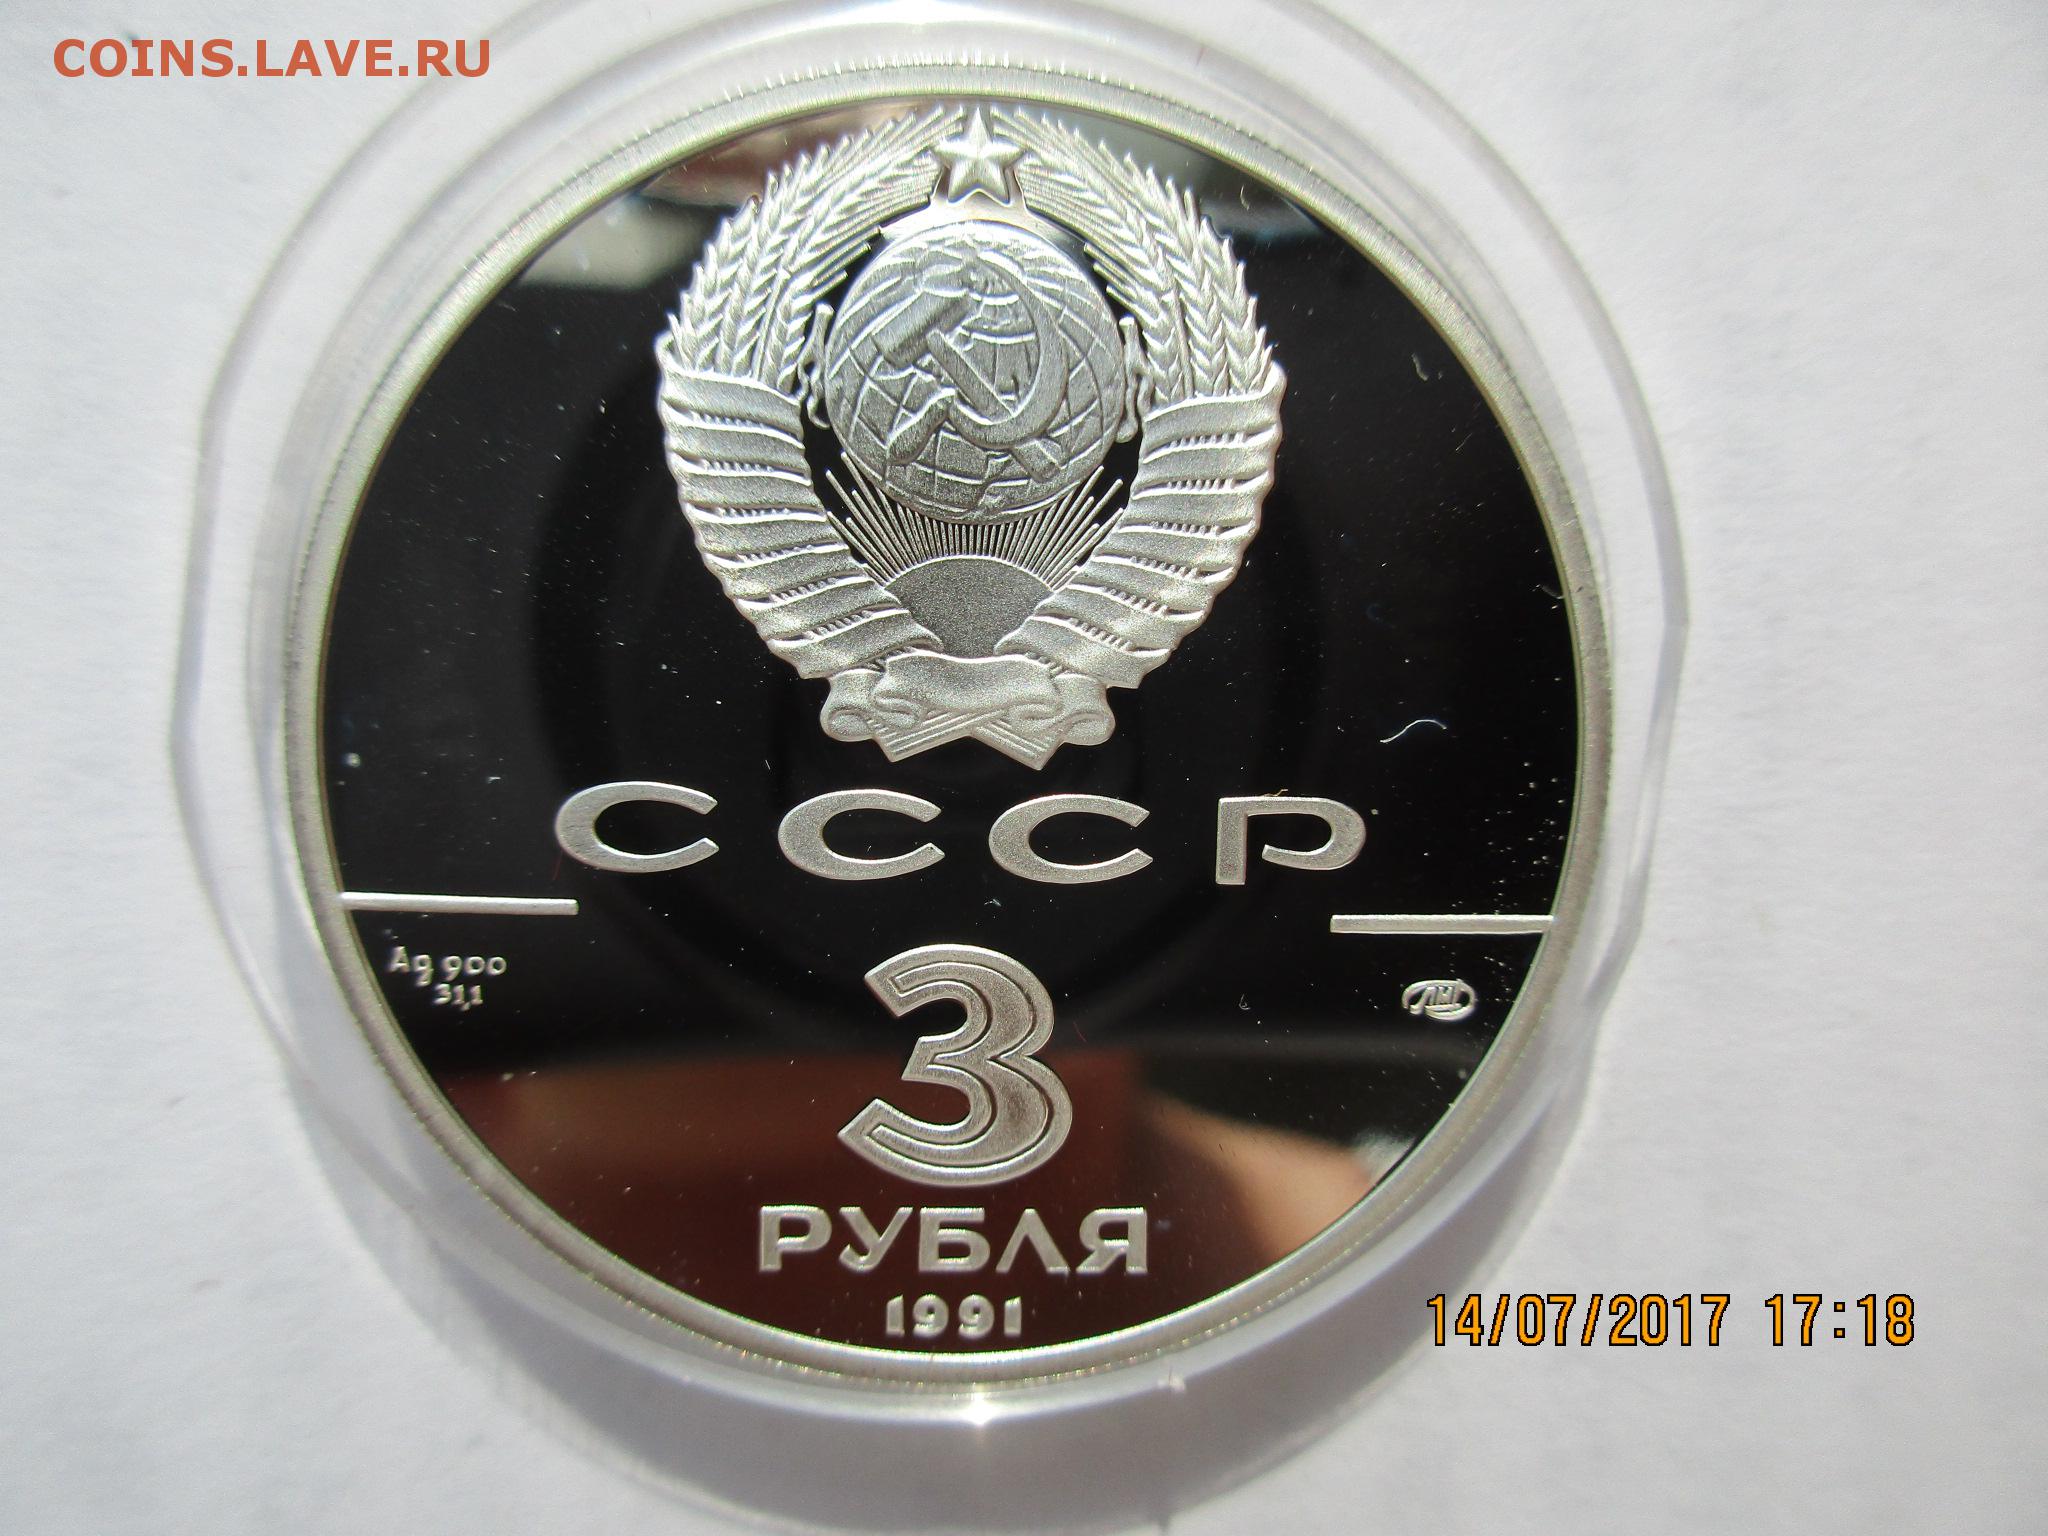 COINS.LAVE.RU
СССР
Ag 900
31,1
ЛМД
3
РУБЛЯ
1991
14/07/2017 17:18